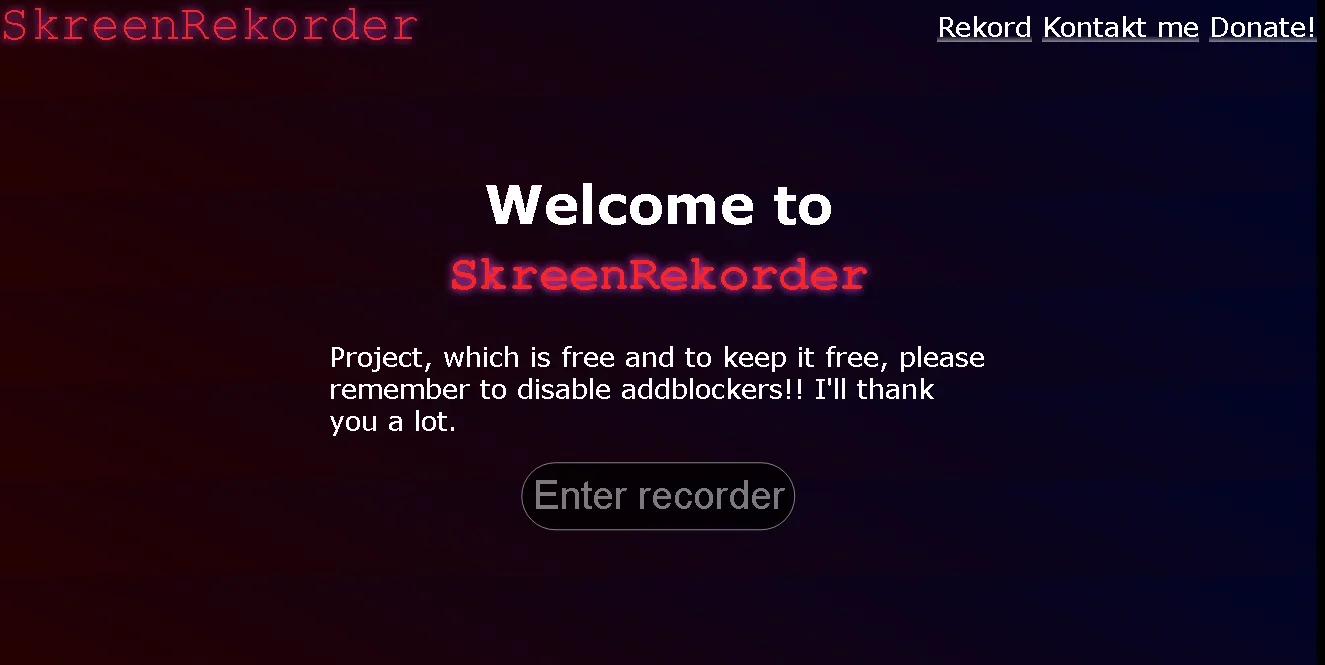 SkreenRekorder
Rekord Kontakt me Donate!
Welcome to
SkreenRekorder
Project, which is free and to keep it free, please
remember to disable addblockers!! I'll thank
you a lot.
Enter recorder